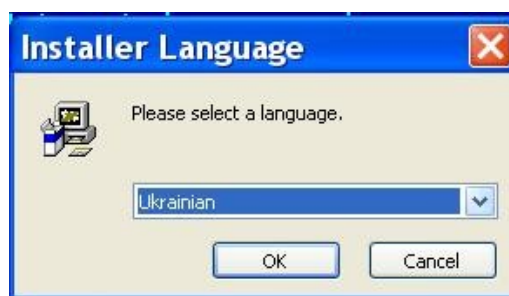 Installer Language
Please select a language.
Ukrainian
OK
Cancel